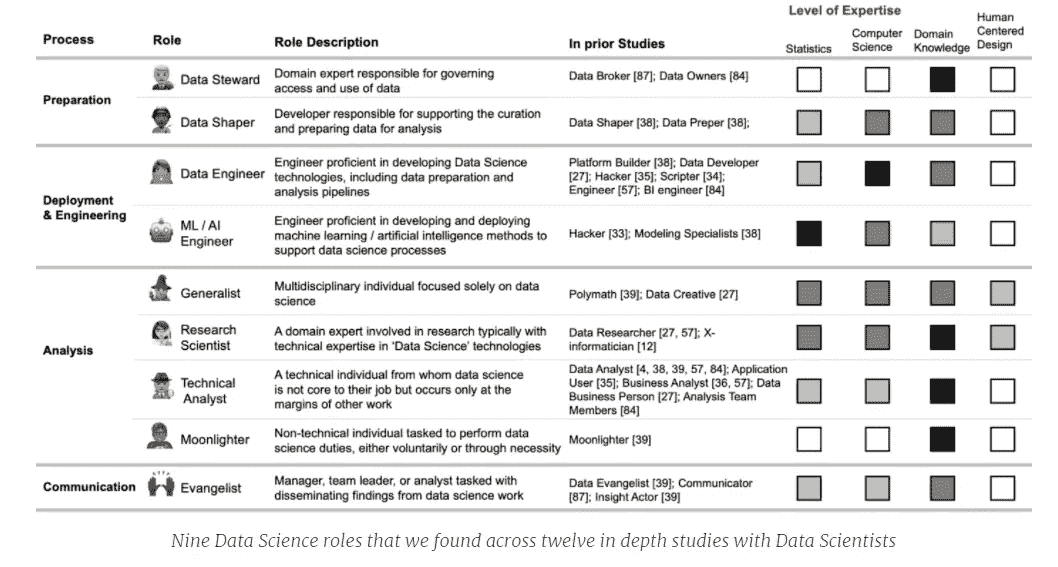 Level of Expertise
Process
Role
Role Description
In prior Studies
Statistics
Computer
Science
Domain
Knowledge
Human
Centered
Design
Preparation
Data Steward
Domain expert responsible for governing
access and use of data
Data Broker [87]; Data Owners [84]
Data Shaper
Developer responsible for supporting the curation
and preparing data for analysis
Data Shaper [38]; Data Preper [38];
Deployment
& Engineering
Data Engineer
Engineer proficient in developing Data Science
technologies, including data preparation and
analysis pipelines
Platform Builder [38]; Data Developer
[27]; Hacker [35]; Scripter [34];
Engineer [57]; BI engineer [84]
ML / AI
Engineer
Engineer proficient in developing and deploying
machine learning / artificial intelligence methods to
support data science processes
Hacker [33]; Modeling Specialists [38]
Analysis
Generalist
Multidisciplinary individual focused solely on data
science
Polymath [39]; Data Creative [27]
Research
Scientist
A domain expert involved in research typically with
technical expertise in 'Data Science' technologies
Data Researcher [27, 57]; X-
informatician [12]
Technical
Analyst
A technical individual from whom data science
is not core to their job but occurs only at the
margins of other work
Data Analyst [4, 38, 39, 57, 84]; Application
User [35]; Business Analyst [36, 57]; Data
Business Person [27]; Analysis Team
Members [84]
Moonlighter
Non-technical individual tasked to perform data
science duties, either voluntarily or through necessity
Moonlighter [39]
Communication
Evangelist
Manager, team leader, or analyst tasked with
disseminating findings from data science work
Data Evangelist [39]; Communicator
[87]; Insight Actor [39]
Nine Data Science roles that we found across twelve in depth studies with Data Scientists